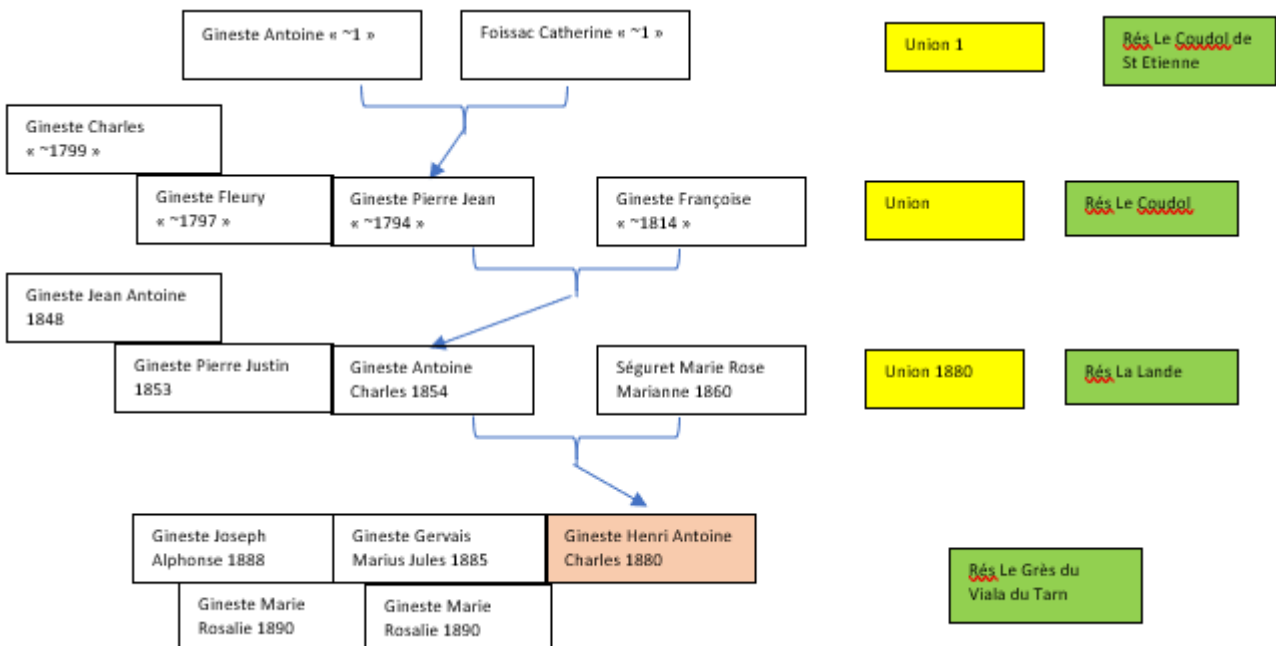 Gineste Antoine « ~1 »
Foissac Catherine « ~1 »
Union 1
Rés Le Coudol de
St Etienne
Gineste Charles
« ~1799 »
Gineste Fleury
« ~1797 »
Gineste Pierre Jean
« ~1794 »
Gineste Françoise
« ~1814 »
Union
Rés Le Coudol
Gineste Jean Antoine
1848
Gineste Pierre Justin
1853
Gineste Antoine
Charles 1854
Séguret Marie Rose
Marianne 1860
Union 1880
Rés La Lande
Gineste Joseph
Alphonse 1888
Gineste Gervais
Marius Jules 1885
Gineste Henri Antoine
Charles 1880
Rés Le Grès du
Viala du Tarn
Gineste Marie
Rosalie 1890
Gineste Marie
Rosalie 1890